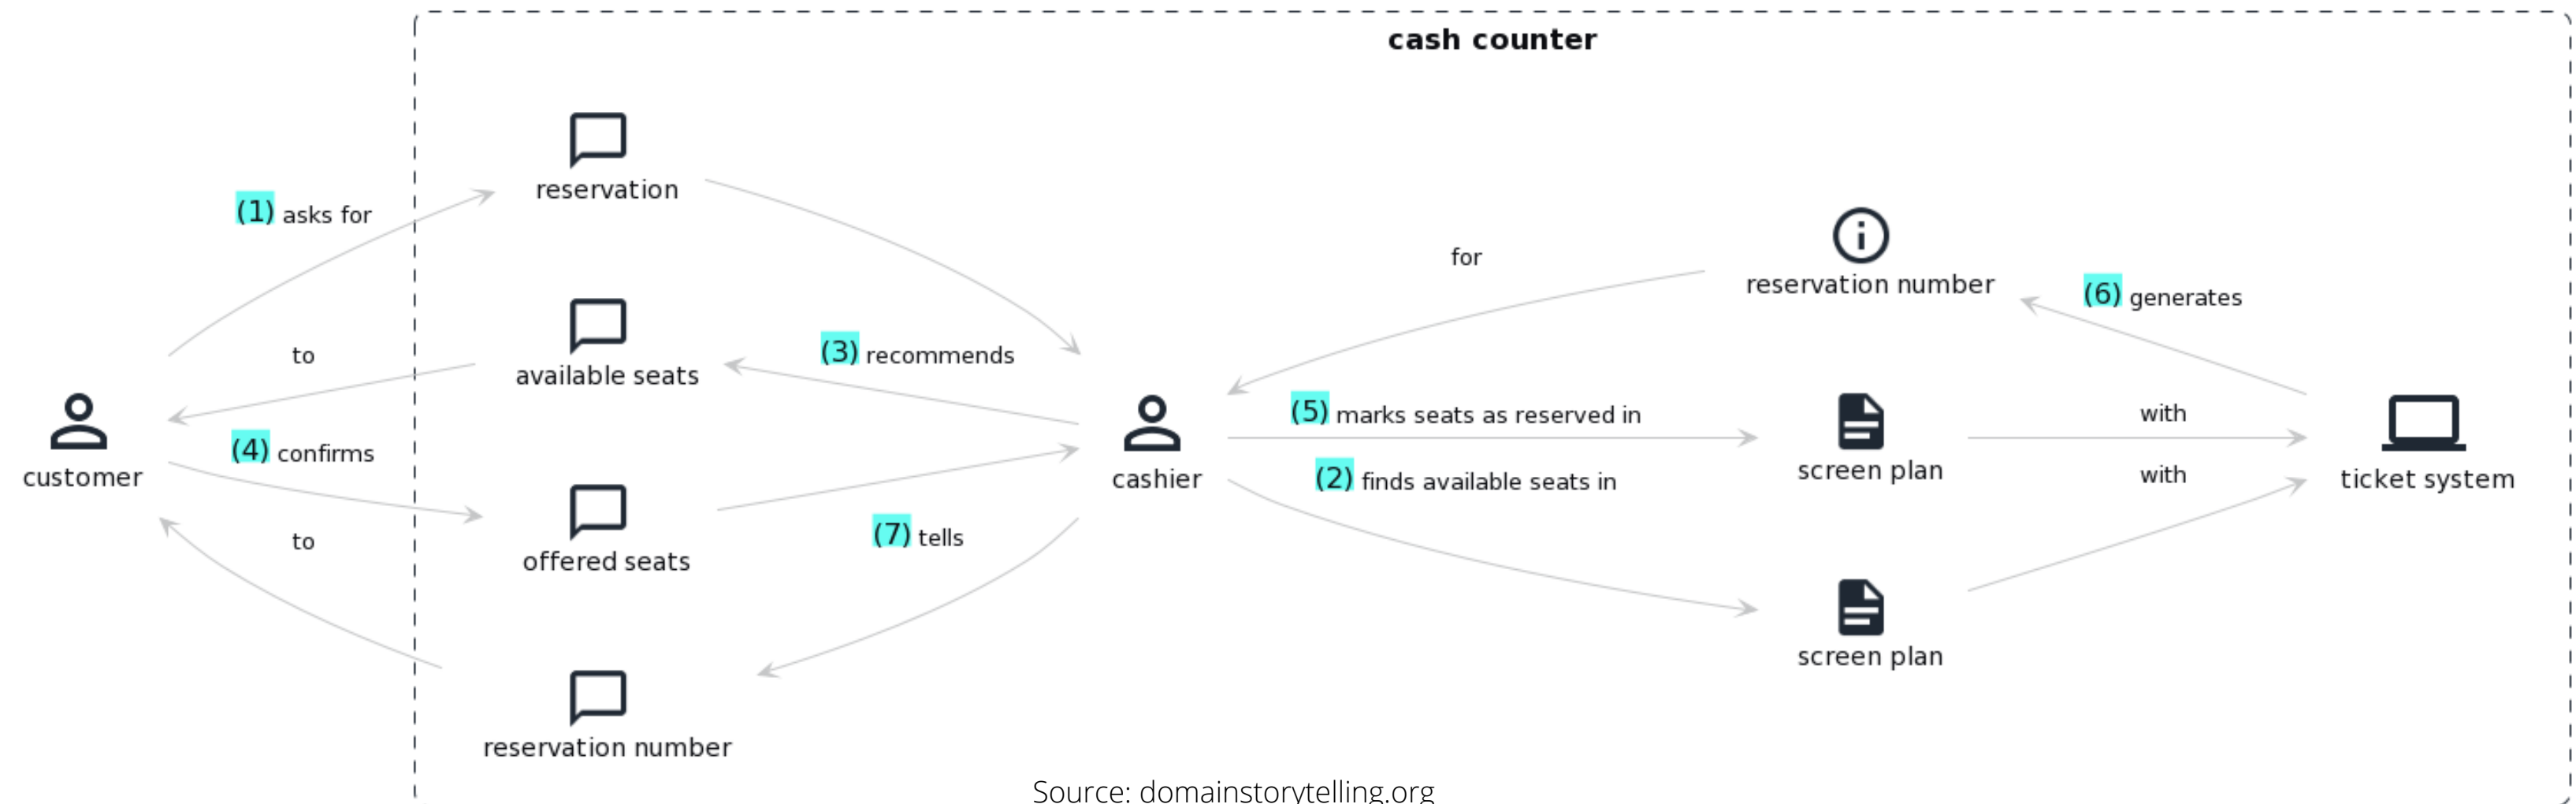 cash counter
reservation
(1) asks for
for
reservation number
(6) generates
to
(3) recommends
available seats
(5) marks seats as reserved in
with
(4) confirms
customer
cashier
screen plan
ticket system
(2) finds available seats in
with
to
(7) tells
offered seats
screen plan
reservation number
Source: domainstorytelling.org